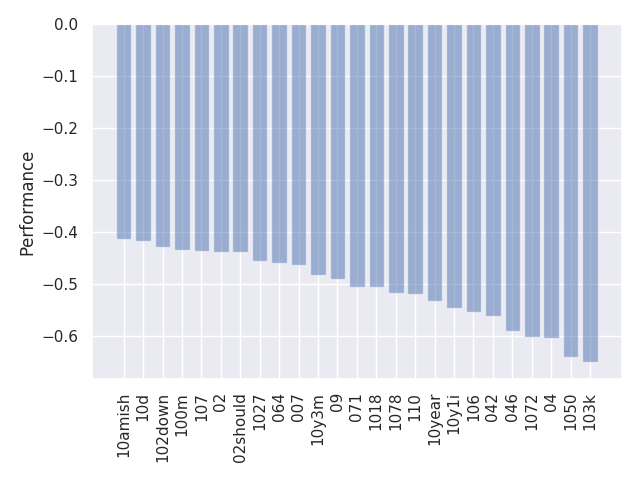 0.0
−0.1
−0.2
−0.3
−0.4
−0.5
−0.6
Performance
10amish
10d
102down
100m
107
02
02should
1027
064
007
10y3m
09
071
1018
1078
110
10year
10y1i
106
042
046
1072
04
1050
103k